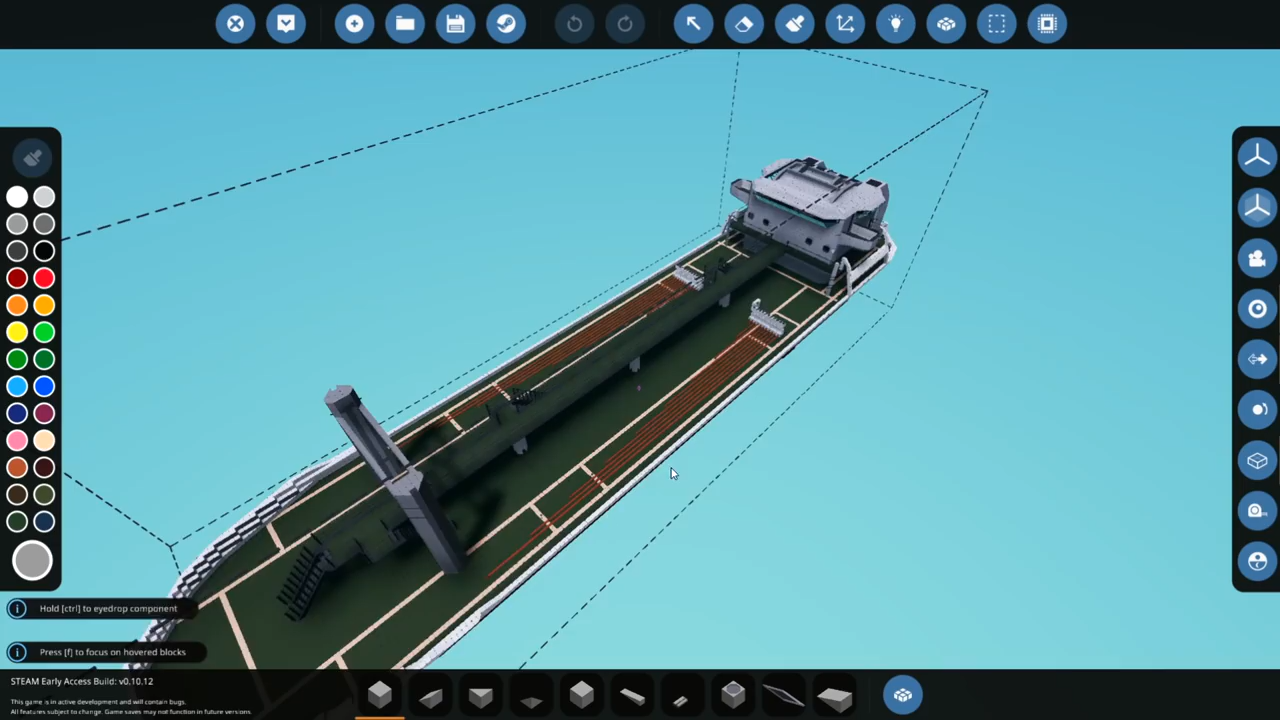 Hold [ctrl] to eyedrop component
Press [f] to focus on hovered blocks
STEAM Early Access Build: v0.10.12
This game is in active development and will contain bugs.
All features subject to change. Game saves may not function in future versions.